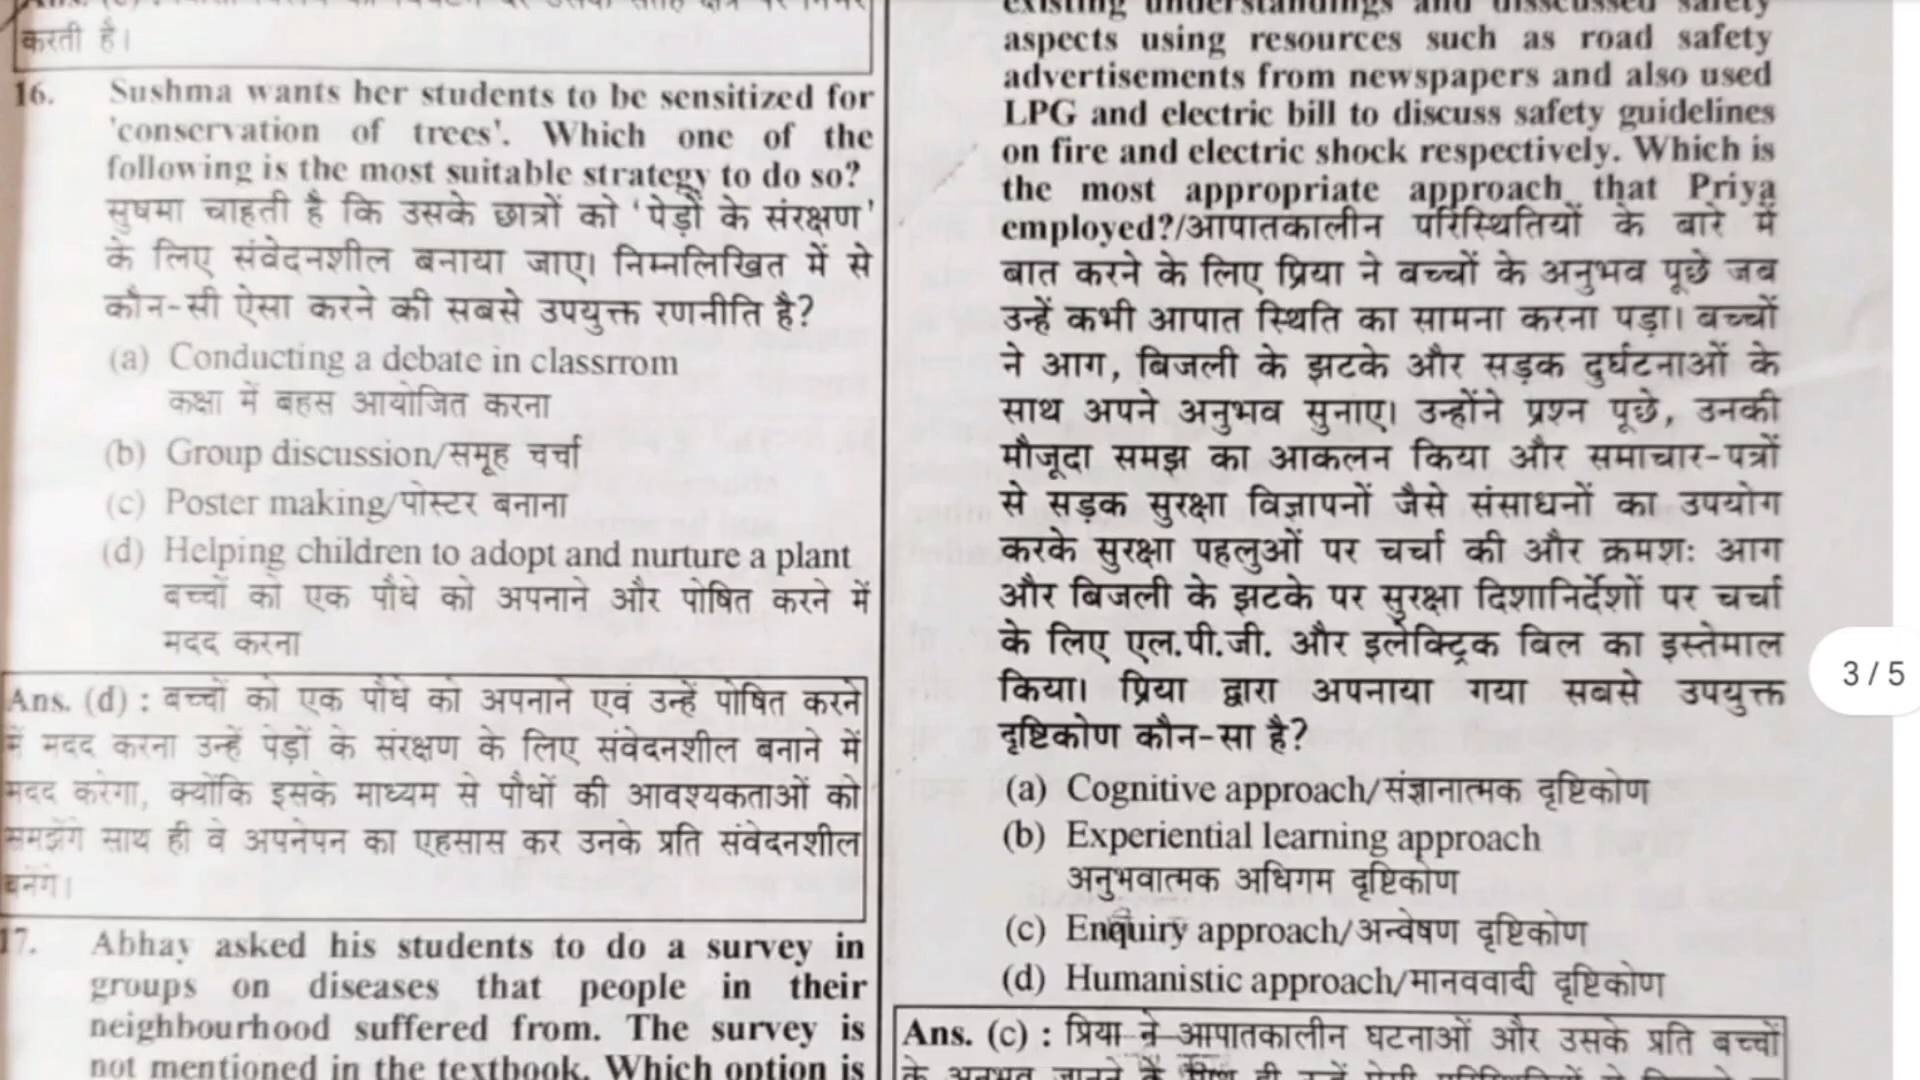 करती है।
16. Sushma wants her students to be sensitized for
'conservation of trees'. Which one of the
following is the most suitable strategy to do so?
सुषमा चाहती है कि उसके छात्रों को 'पेड़ों के संरक्षण'
के लिए संवेदनशील बनाया जाए। निम्नलिखित में से
कौन-सी ऐसा करने की सबसे उपयुक्त रणनीति है?
(a) Conducting a debate in classrrom
कक्षा में बहस आयोजित करना
(b) Group discussion/समूह चर्चा
(c) Poster making/पोस्टर बनाना
(d) Helping children to adopt and nurture a plant
बच्चों को एक पौधे को अपनाने और पोषित करने में
मदद करना
Ans. (d) : बच्चों को एक पौधे को अपनाने एवं उन्हें पोषित करने
में मदद करना उन्हें पेड़ों के संरक्षण के लिए संवेदनशील बनाने में
मदद करेगा, क्योंकि इसके माध्यम से पौधों की आवश्यकताओं को
समझेंगे साथ ही वे अपनेपन का एहसास कर उनके प्रति संवेदनशील
बनेंगे।
17. Abhay asked his students to do a survey in
groups on diseases that people in their
neighbourhood suffered from. The survey is
not mentioned in the textbook. Which option is
existing understandings and disscussed safety
aspects using resources such as road safety
advertisements from newspapers and also used
LPG and electric bill to discuss safety guidelines
on fire and electric shock respectively. Which is
the most appropriate approach that Priya
employed?/आपातकालीन परिस्थितियों के बारे में
बात करने के लिए प्रिया ने बच्चों के अनुभव पूछे जब
उन्हें कभी आपात स्थिति का सामना करना पड़ा। बच्चों
ने आग, बिजली के झटके और सड़क दुर्घटनाओं के
साथ अपने अनुभव सुनाए। उन्होंने प्रश्न पूछे, उनकी
मौजूदा समझ का आकलन किया और समाचार-पत्रों
से सड़क सुरक्षा विज्ञापनों जैसे संसाधनों का उपयोग
करके सुरक्षा पहलुओं पर चर्चा की और क्रमशः आग
और बिजली के झटके पर सुरक्षा दिशानिर्देशों पर चर्चा
के लिए एल.पी.जी. और इलेक्ट्रिक बिल का इस्तेमाल
किया। प्रिया द्वारा अपनाया गया सबसे उपयुक्त
दृष्टिकोण कौन-सा है?
(a) Cognitive approach/संज्ञानात्मक दृष्टिकोण
(b) Experiential learning approach
अनुभवात्मक अधिगम दृष्टिकोण
(c) Enquiry approach/अन्वेषण दृष्टिकोण
(d) Humanistic approach/मानववादी दृष्टिकोण
Ans. (c) : प्रिया ने आपातकालीन घटनाओं और उसके प्रति बच्चों
के अनुभव जानने के साथ ही उन्हें ऐसी
3 / 5